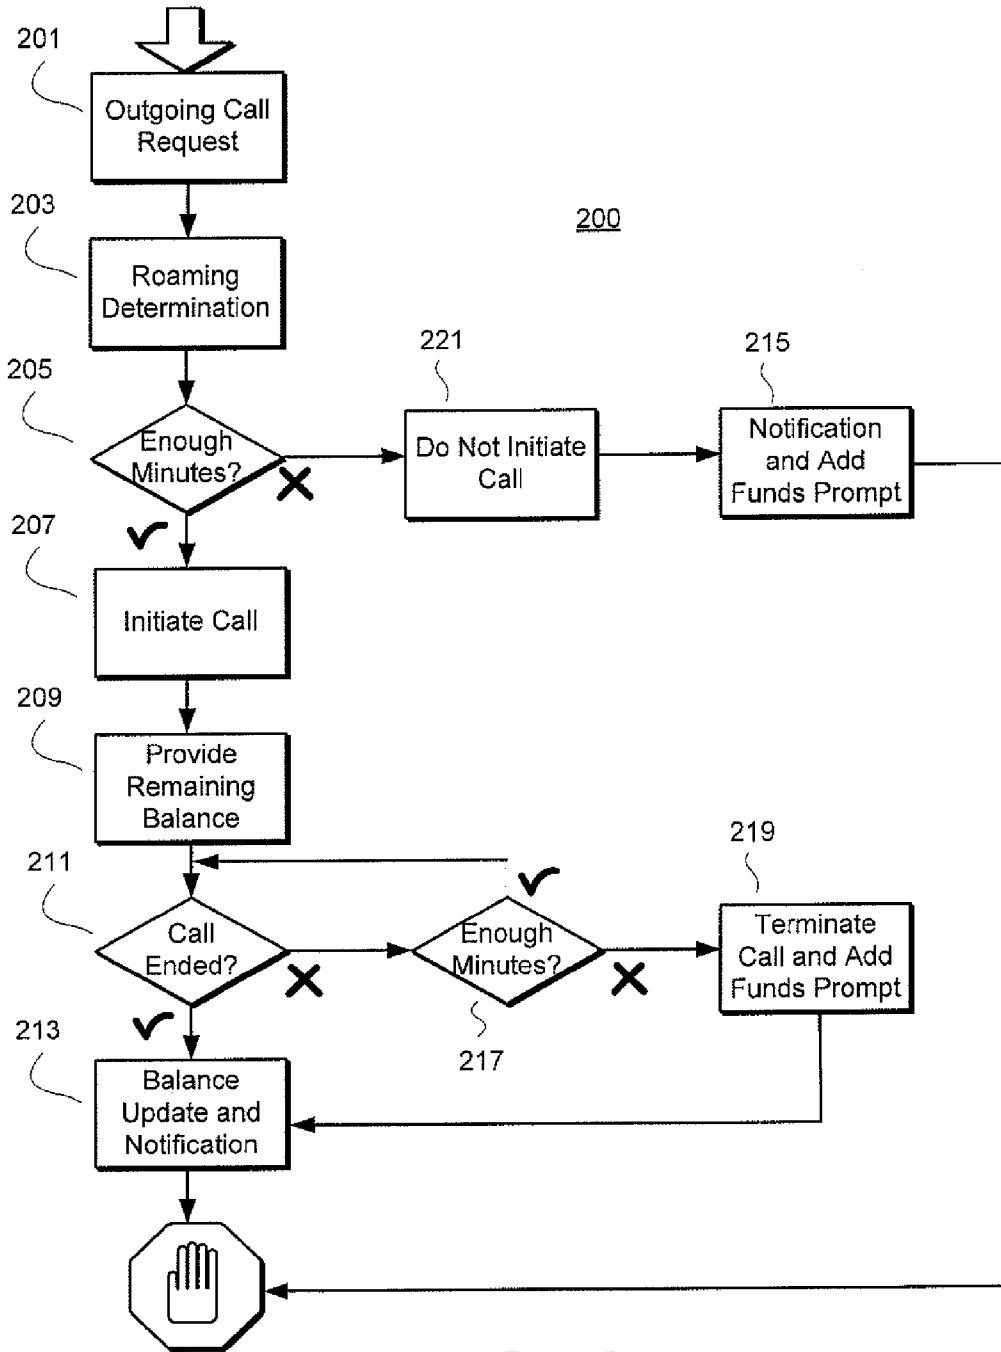 201
Outgoing Call
Request
203
200
Roaming
Determination
205
221
215
Enough
Minutes?
Do Not Initiate
Call
Notification
and Add
Funds Prompt
207
Initiate Call
209
Provide
Remaining
Balance
211
219
Call
Ended?
Enough
Minutes?
Terminate
Call and Add
Funds Prompt
213
217
Balance
Update and
Notification